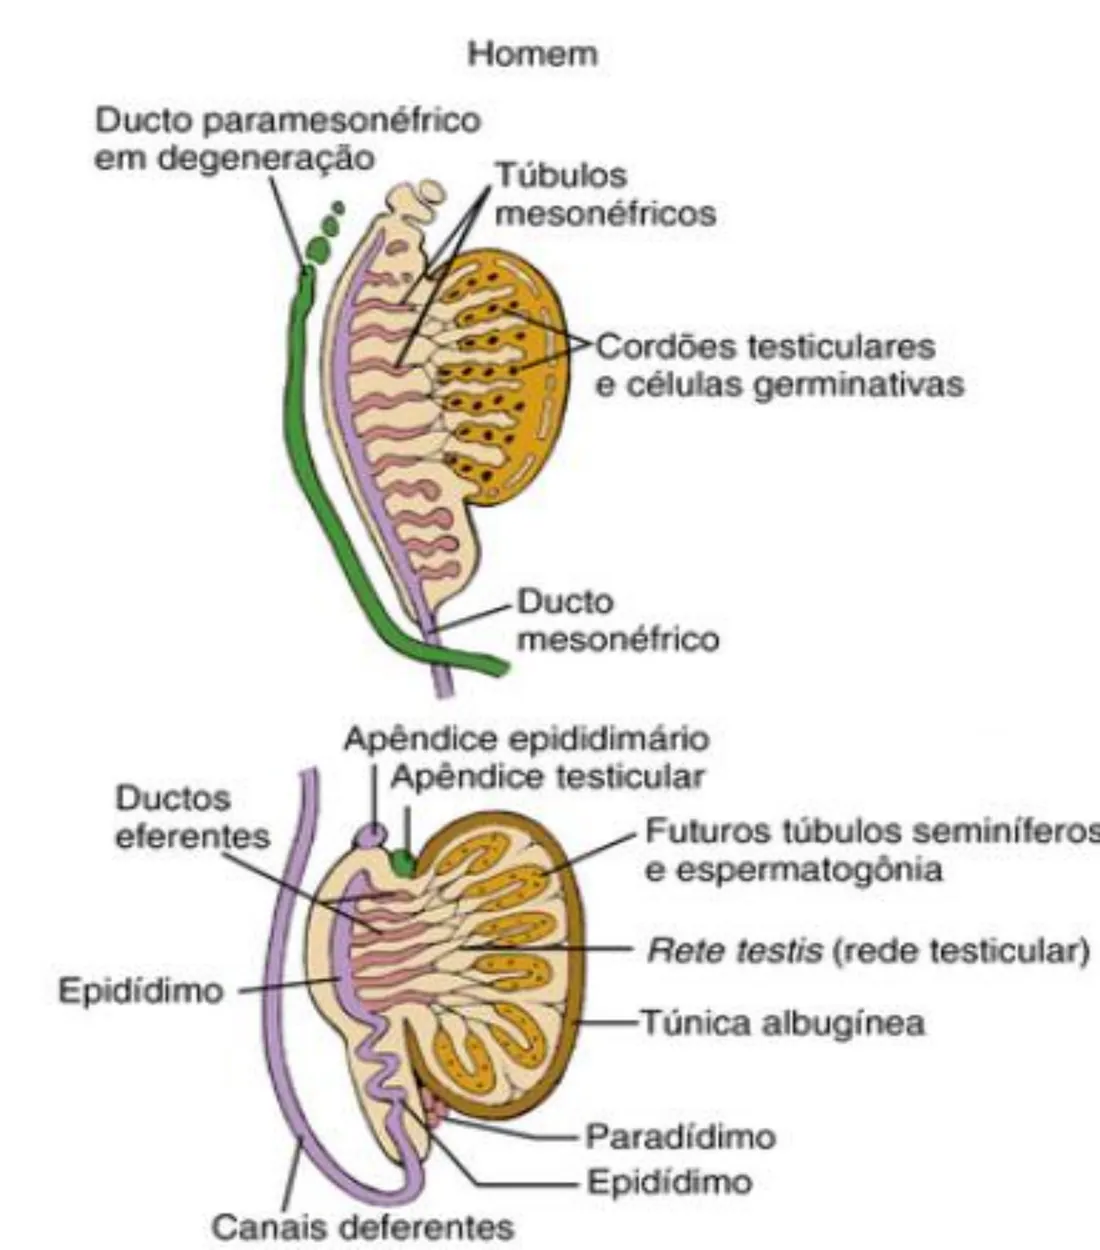 Homem
Ducto paramesonéfrico
em degeneração
Túbulos
mesonéfricos
Cordões testiculares
e células germinativas
Ducto
mesonéfrico
Apêndice epididimário
Apêndice testicular
Ductos
eferentes
Futuros túbulos seminíferos
e espermatogônia
Rete testis (rede testicular)
Epidídimo
Túnica albugínea
Paradídimo
Epidídimo
Canais deferentes